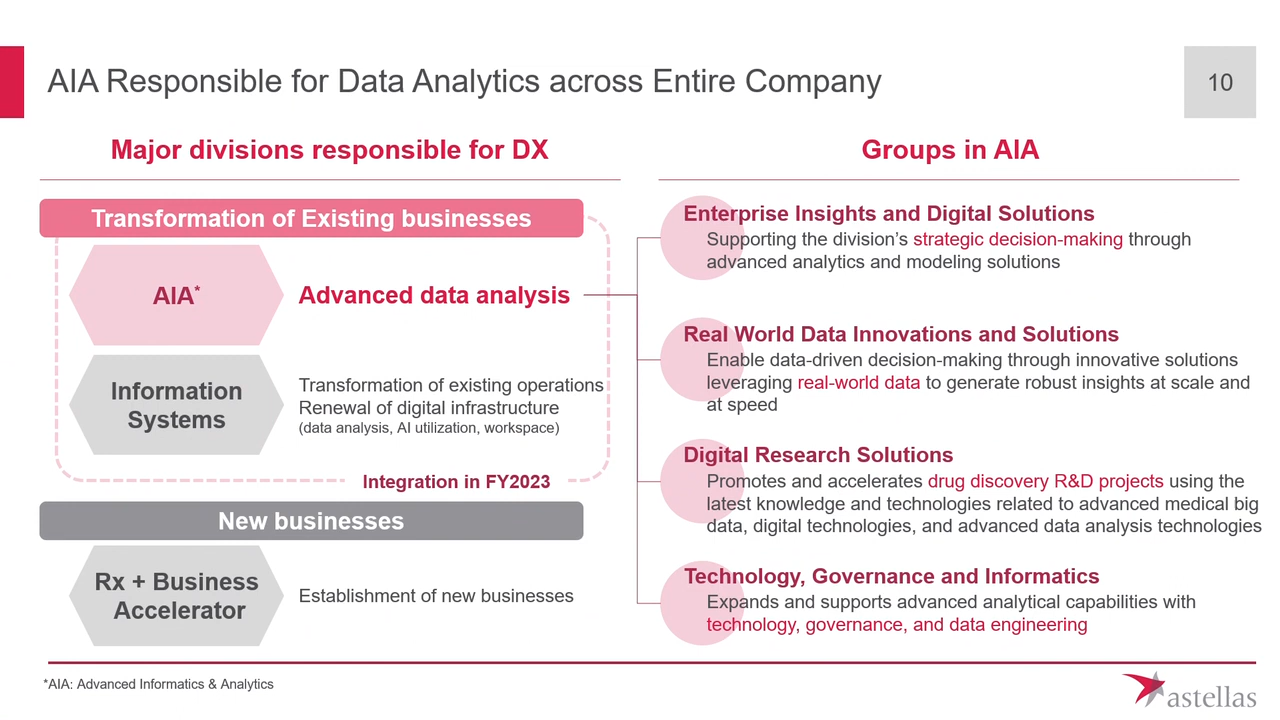 AIA Responsible for Data Analytics across Entire Company
10
Major divisions responsible for DX
Transformation of Existing businesses
AIA*
Advanced data analysis
Information
Systems
Transformation of existing operations
Renewal of digital infrastructure
(data analysis, AI utilization, workspace)
Integration in FY2023
New businesses
Rx + Business
Accelerator
Establishment of new businesses
Groups in AIA
Enterprise Insights and Digital Solutions
Supporting the division’s strategic decision-making through
advanced analytics and modeling solutions
Real World Data Innovations and Solutions
Enable data-driven decision-making through innovative solutions
leveraging real-world data to generate robust insights at scale and
at speed
Digital Research Solutions
Promotes and accelerates drug discovery R&D projects using the
latest knowledge and technologies related to advanced medical big
data, digital technologies, and advanced data analysis technologies
Technology, Governance and Informatics
Expands and supports advanced analytical capabilities with
technology, governance, and data engineering
*AIA: Advanced Informatics & Analytics
astellas